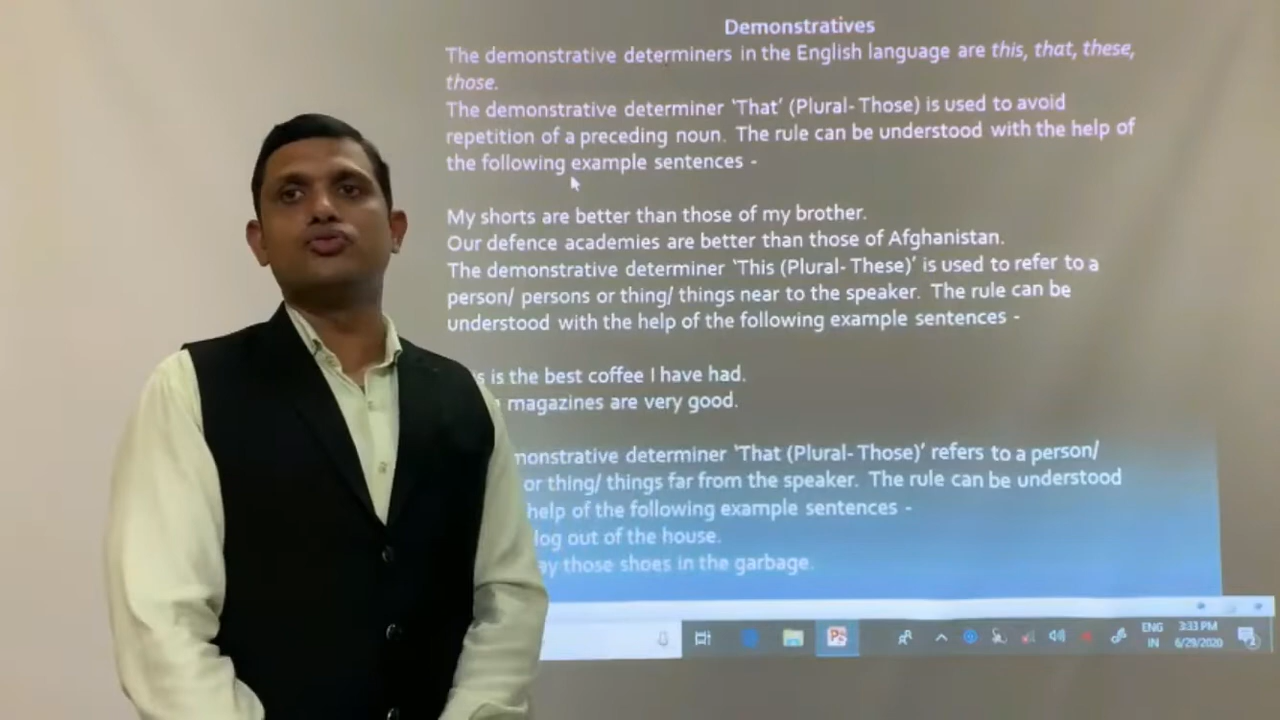 Demonstratives
The demonstrative determiners in the English language are this, that, these,
those.
The demonstrative determiner ‘That’ (Plural- Those) is used to avoid
repetition of a preceding noun. The rule can be understood with the help of
the following example sentences -
My shorts are better than those of my brother.
Our defence academies are better than those of Afghanistan.
The demonstrative determiner ‘This (Plural- These)’ is used to refer to a
person/ persons or thing/ things near to the speaker. The rule can be
understood with the help of the following example sentences -
is the best coffee I have had.
magazines are very good.
determiner ‘That (Plural- Those)’ refers to a person/
or thing/ things far from the speaker. The rule can be understood
help of the following example sentences -
out of the house.
those shoes in the garbage.
ENG 3:33 PM
IN 6/29/2020